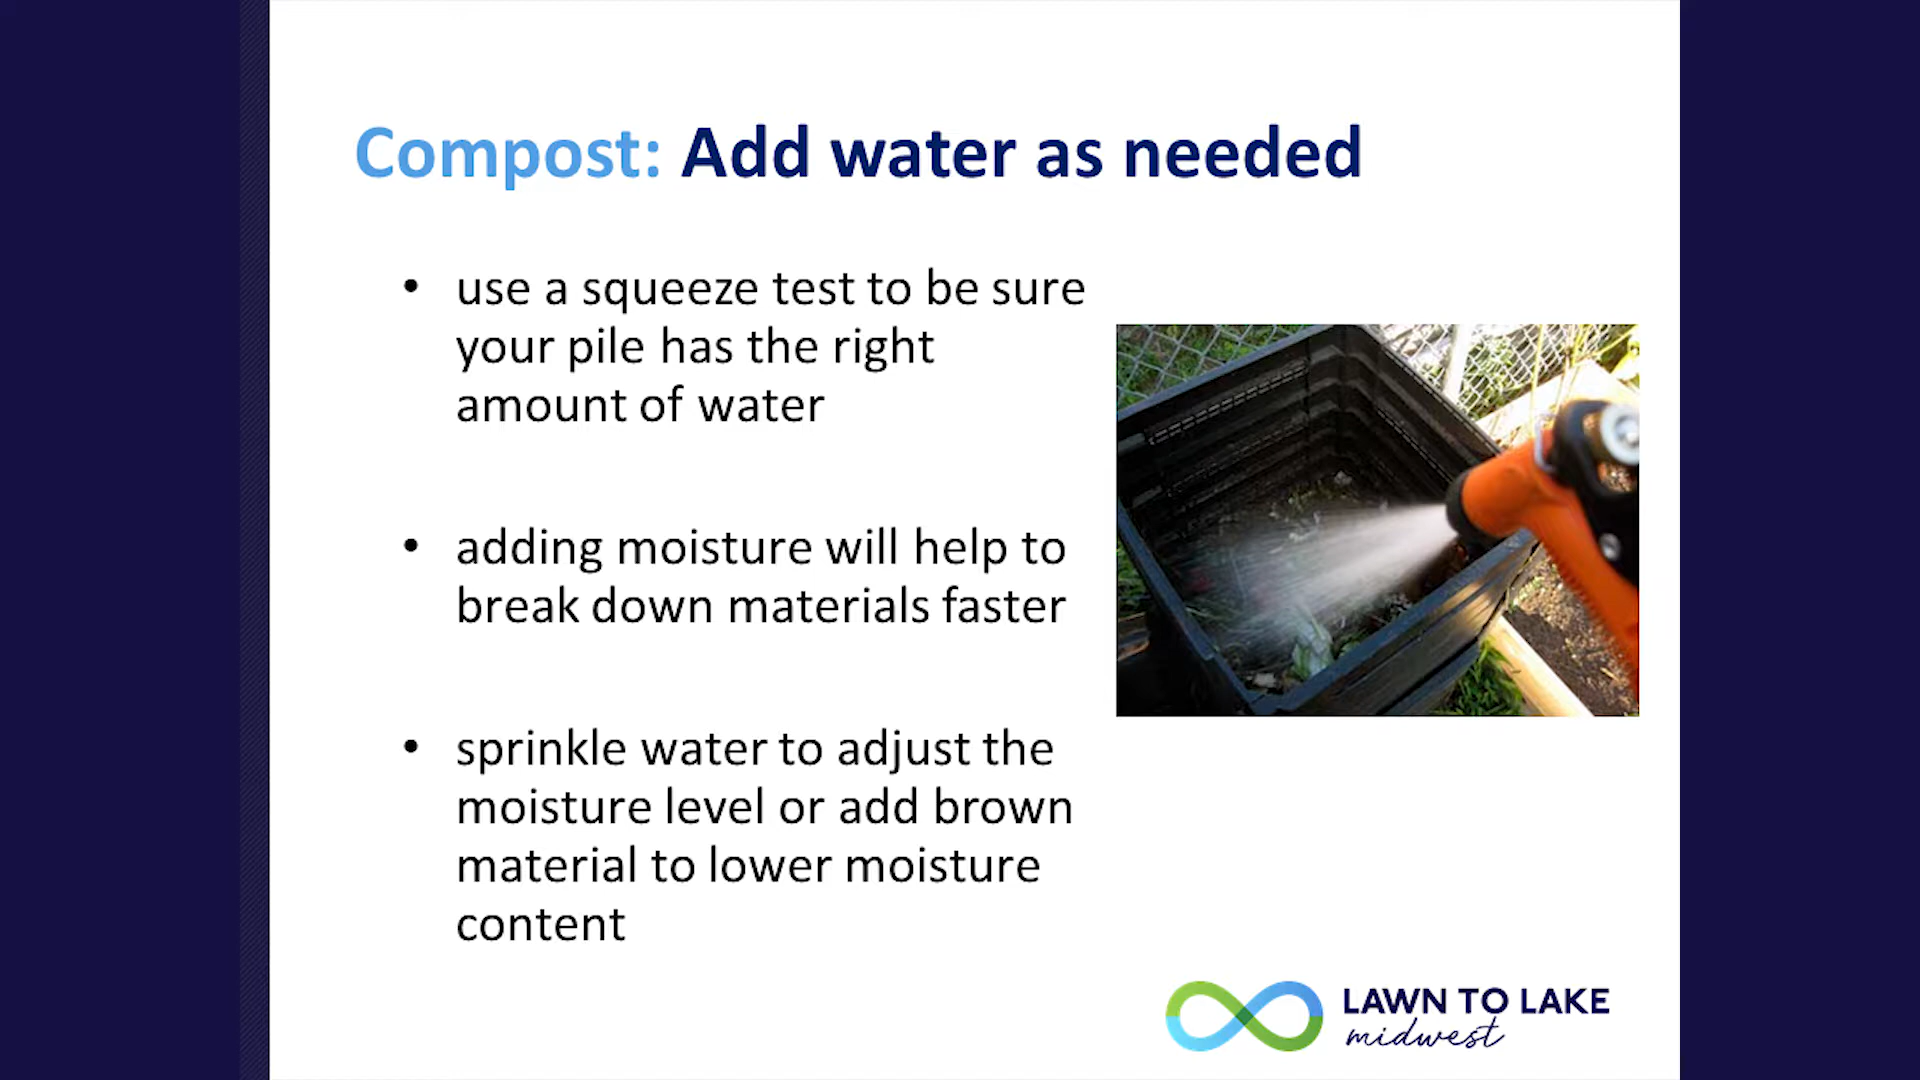 Compost: Add water as needed
• use a squeeze test to be sure
your pile has the right
amount of water
• adding moisture will help to
break down materials faster
• sprinkle water to adjust the
moisture level or add brown
material to lower moisture
content
LAWN TO LAKE
midwest